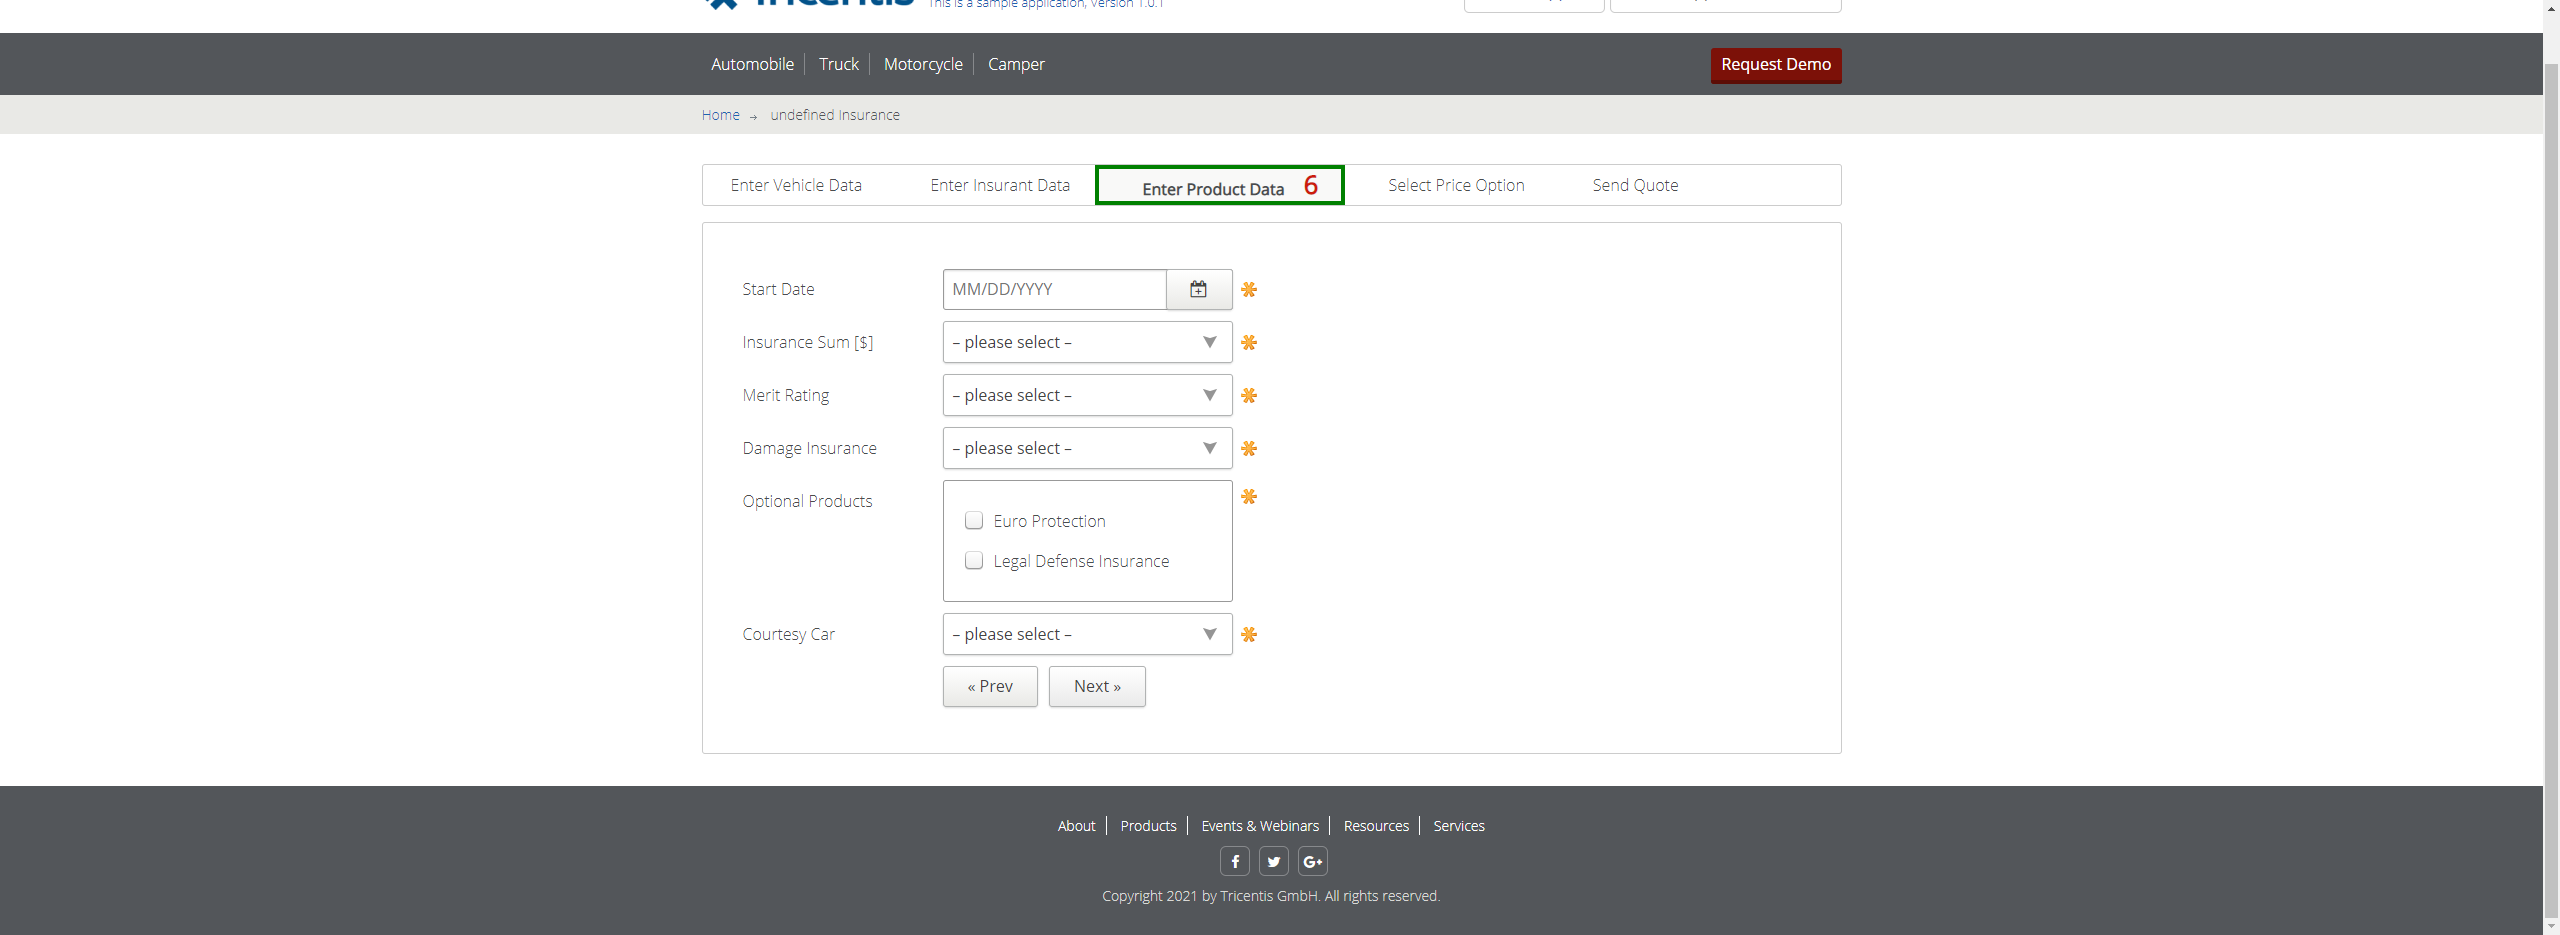 Tricentis This is a sample application, Version 1.0.1
Automobile Truck Motorcycle Camper Request Demo
Home → undefined Insurance
Enter Vehicle Data Enter Insurant Data Enter Product Data 6 Select Price Option Send Quote
Start Date MM/DD/YYYY
Insurance Sum [$] – please select –
Merit Rating – please select –
Damage Insurance – please select –
Optional Products
Euro Protection
Legal Defense Insurance
Courtesy Car – please select –
« Prev Next »
About Products Events & Webinars Resources Services
Copyright 2021 by Tricentis GmbH. All rights reserved.